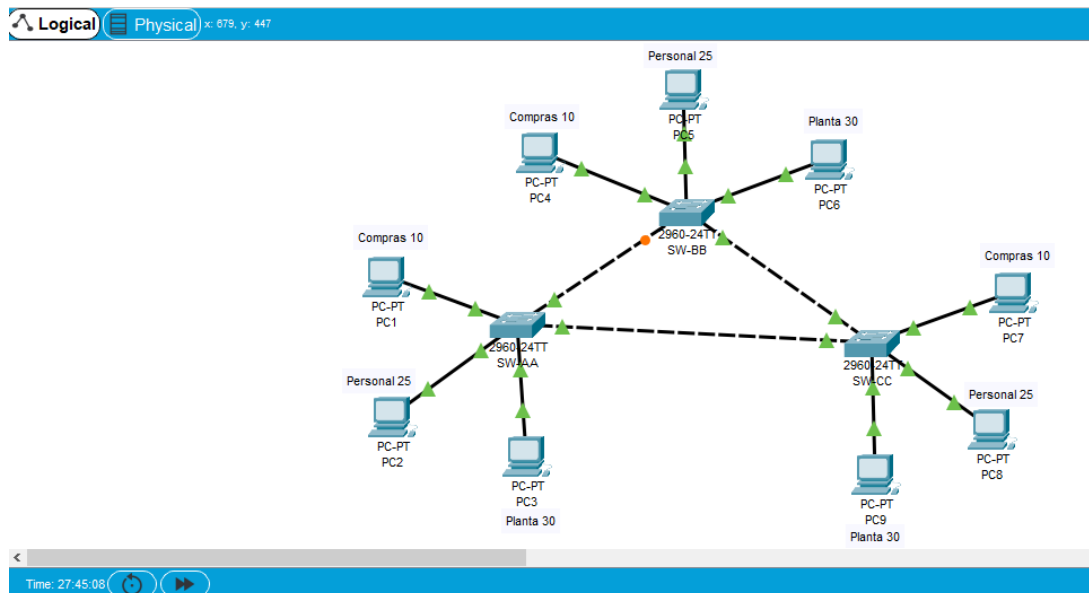 Logical Physical x: 679, y: 447
Personal 25
PC-PT
PC5
Compras 10
PC-PT
PC4
Planta 30
PC-PT
PC6
2960-24TT
SW-BB
Compras 10
PC-PT
PC1
2960-24TT
SW-AA
Personal 25
PC-PT
PC2
PC-PT
PC3
Planta 30
Compras 10
PC-PT
PC7
2960-24TT
SW-CC
Personal 25
PC-PT
PC8
PC-PT
PC9
Planta 30
Time: 27:45:08